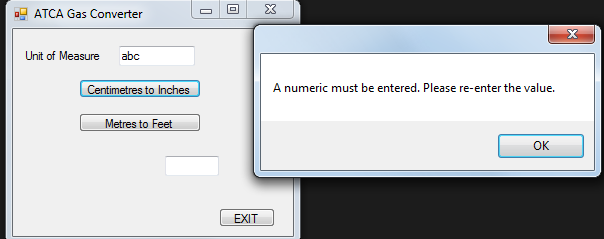 ATCA Gas Converter
Unit of Measure abc
Centimetres to Inches
Metres to Feet
EXIT
A numeric must be entered. Please re-enter the value.
OK